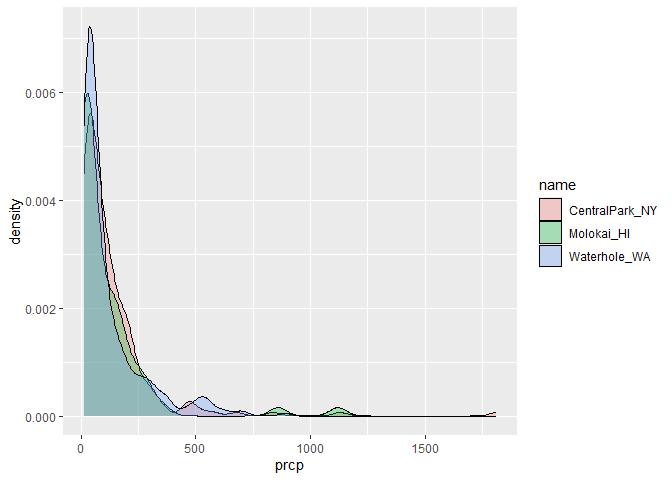 0.006
0.004
0.002
0.000
density
0
500
1000
1500
prcp
name
CentralPark_NY
Molokai_HI
Waterhole_WA